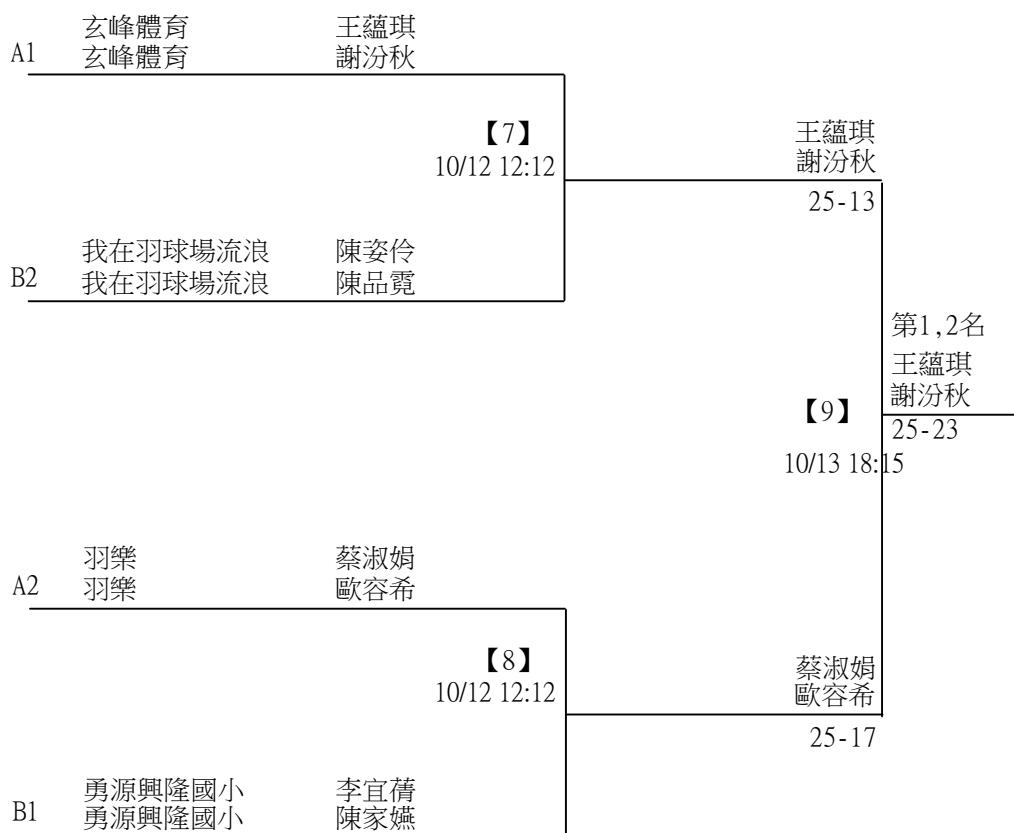 玄峰體育 王蘊琪
A1 玄峰體育 謝汾秋
【7】
10/12 12:12
王蘊琪
謝汾秋
25-13
我在羽球場流浪 陳姿伶
B2 我在羽球場流浪 陳品霓
第1,2名
王蘊琪
謝汾秋
【9】
25-23
10/13 18:15
羽樂 蔡淑娟
A2 羽樂 歐容希
【8】
10/12 12:12
蔡淑娟
歐容希
25-17
勇源興隆國小 李宜蒨
B1 勇源興隆國小 陳家嬿